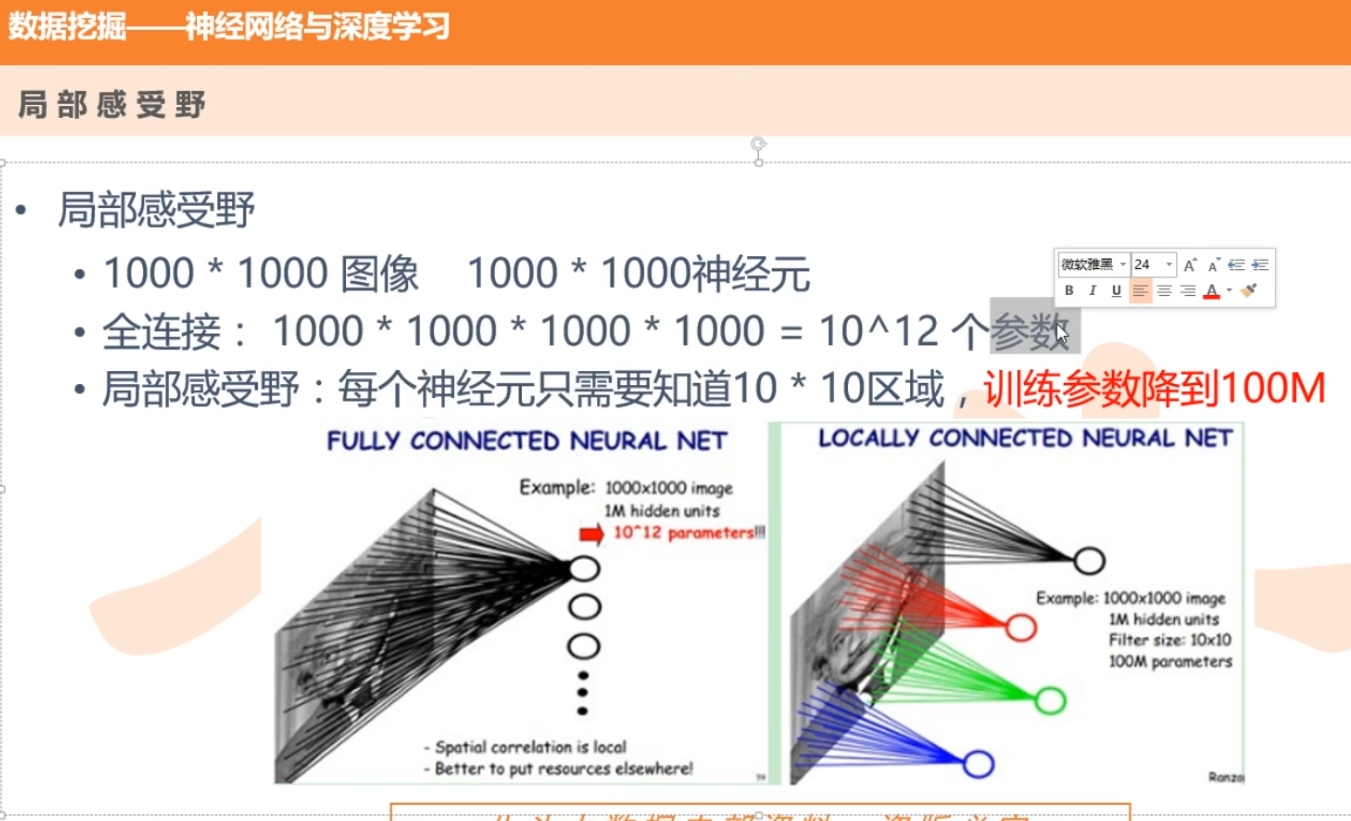 数据挖掘——神经网络与深度学习
局部感受野
• 局部感受野
• 1000 * 1000 图像 1000 * 1000神经元
微软雅黑 24 A A
B I U A
• 全连接： 1000 * 1000 * 1000 * 1000 = 10^12 个参数
• 局部感受野：每个神经元只需要知道10 * 10区域，训练参数降到100M
FULLY CONNECTED NEURAL NET
Example: 1000x1000 image
1M hidden units
10^12 parameters!!!
- Spatial correlation is local
- Better to put resources elsewhere!
59
LOCALLY CONNECTED NEURAL NET
Example: 1000x1000 image
1M hidden units
Filter size: 10x10
100M parameters
Ranzo